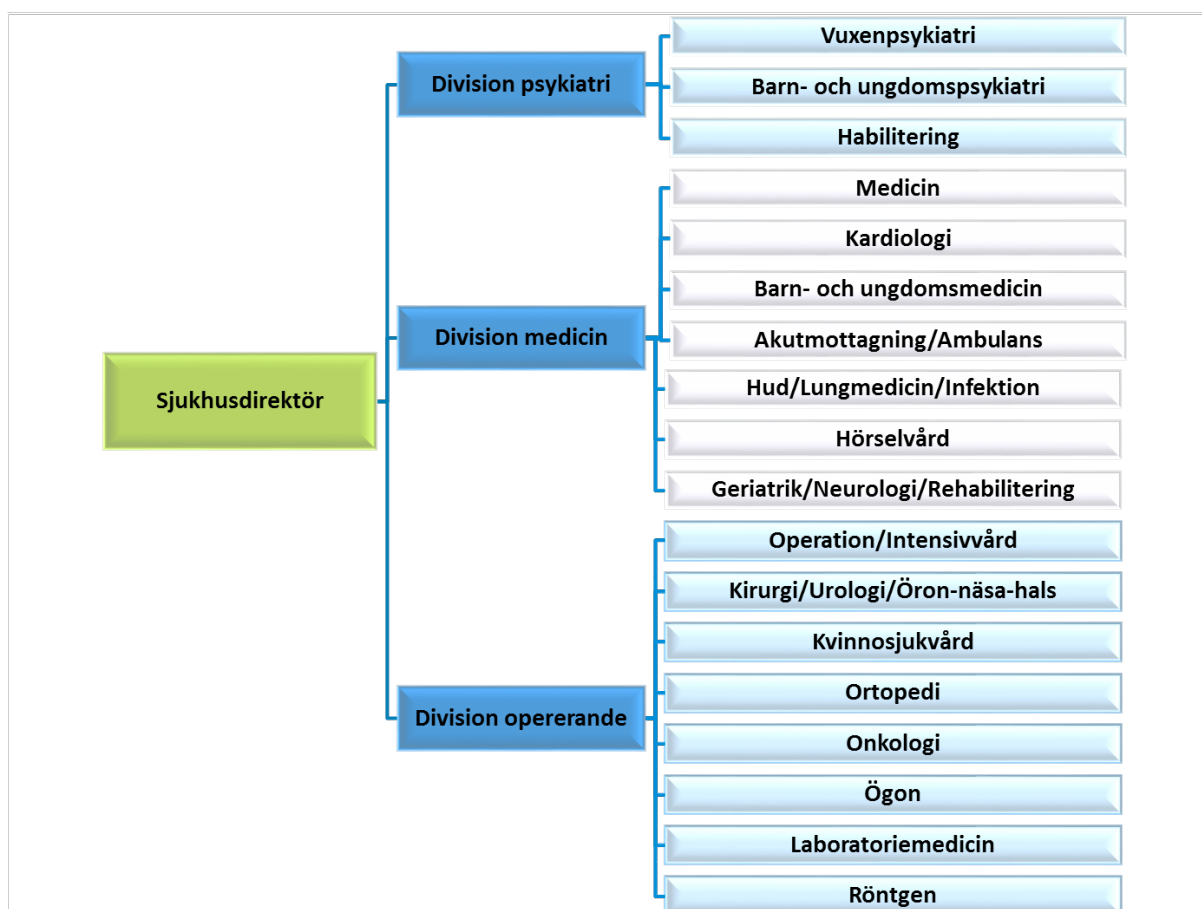 Sjukhusdirektör
Division psykiatri
Vuxenpsykiatri
Barn- och ungdomspsykiatri
Habilitering
Division medicin
Medicin
Kardiologi
Barn- och ungdomsmedicin
Akutmottagning/Ambulans
Hud/Lungmedicin/Infektion
Hörselvård
Geriatrik/Neurologi/Rehabilitering
Division opererande
Operation/Intensivvård
Kirurgi/Urologi/Öron-näsa-hals
Kvinnosjukvård
Ortopedi
Onkologi
Ögon
Laboratoriemedicin
Röntgen